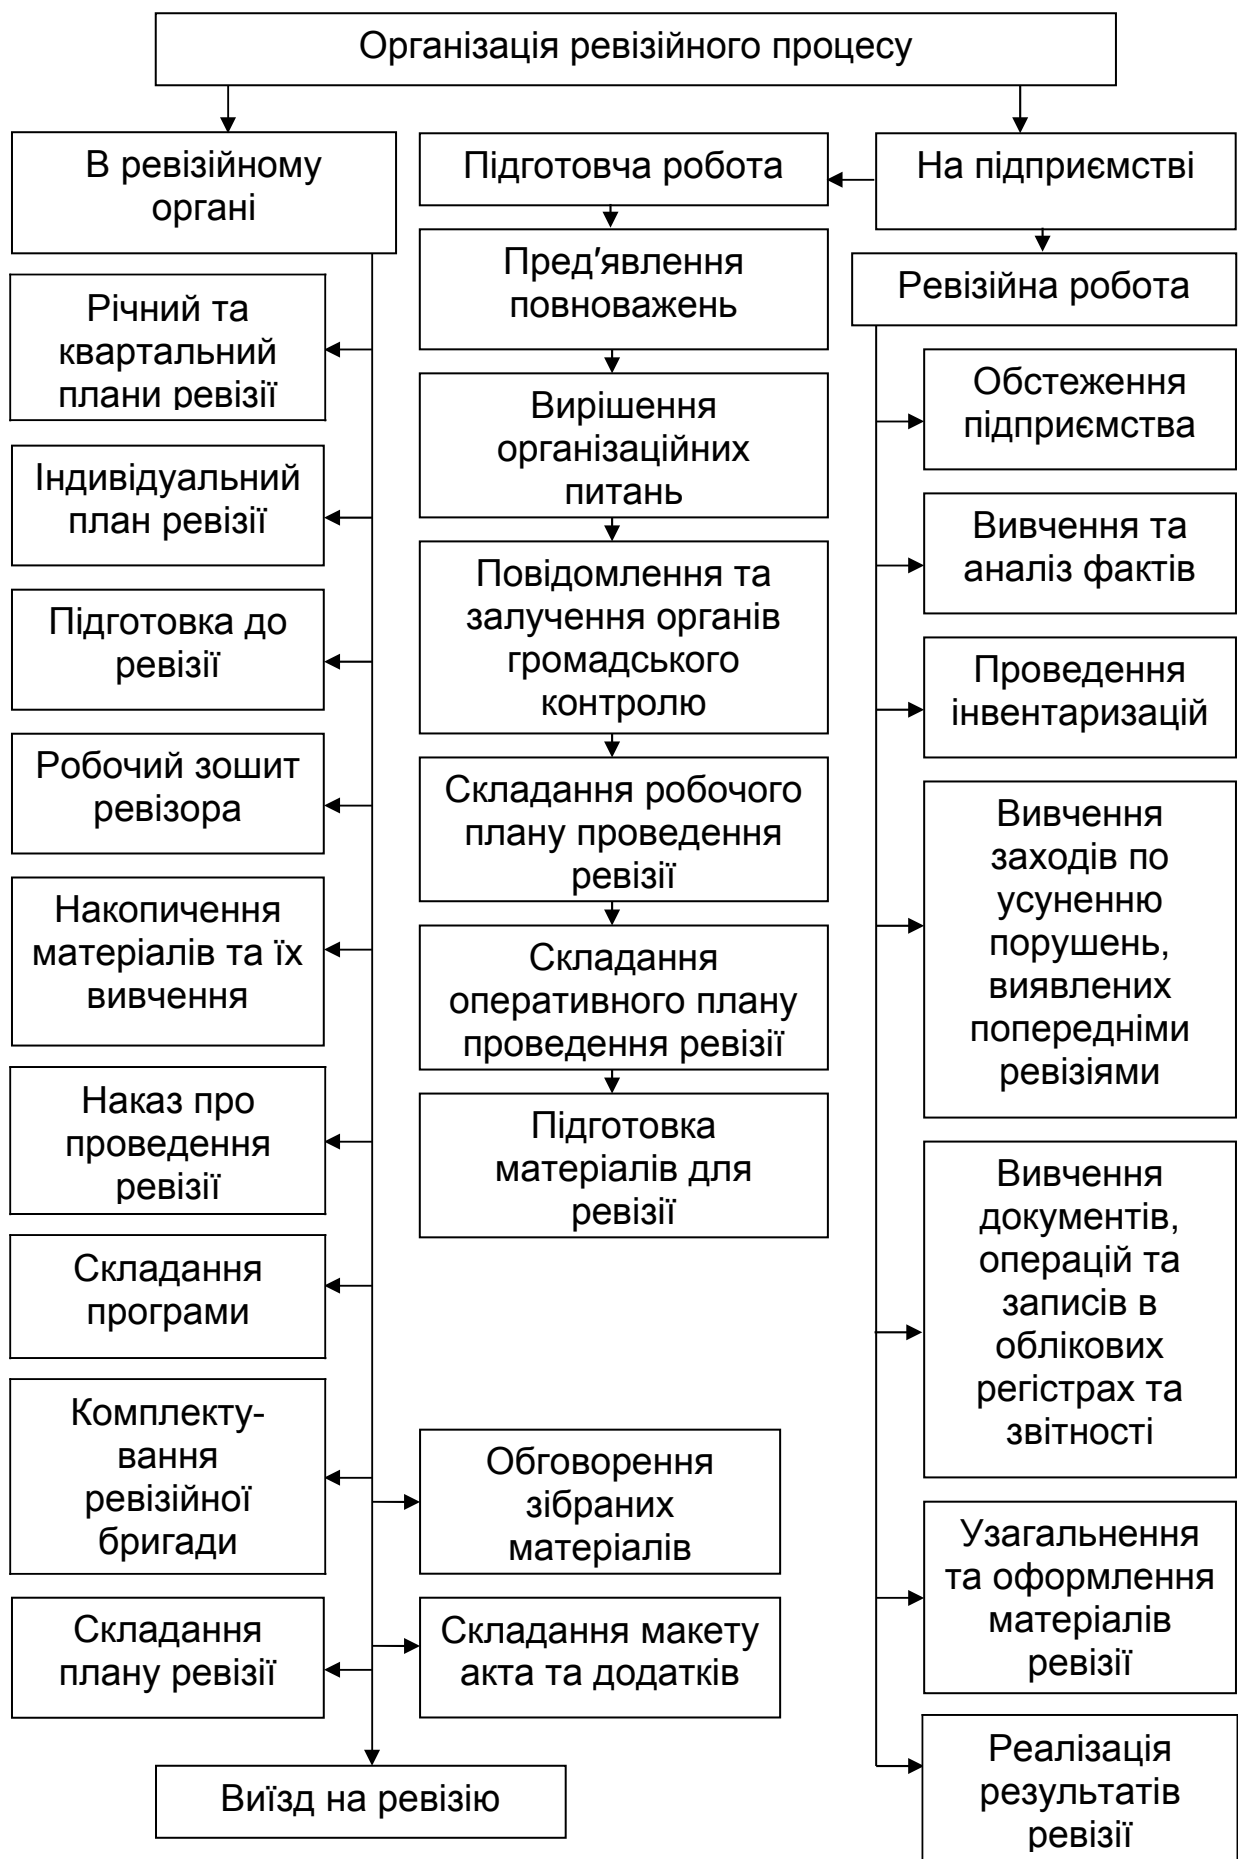 Організація ревізійного процесу
В ревізійному
органі
Річний та
квартальний
плани ревізії
Індивідуальний
план ревізії
Підготовка до
ревізії
Робочий зошит
ревізора
Накопичення
матеріалів та їх
вивчення
Наказ про
проведення
ревізії
Складання
програми
Комплекту-
вання
ревізійної
бригади
Складання
плану ревізії
Обговорення
зібраних
матеріалів
Складання макету
акта та додатків
Виїзд на ревізію
Підготовча робота
Пред′явлення
повноважень
Вирішення
організаційних
питань
Повідомлення та
залучення органів
громадського
контролю
Складання робочого
плану проведення
ревізії
Складання
оперативного плану
проведення ревізії
Підготовка
матеріалів для
ревізії
На підприємстві
Ревізійна робота
Обстеження
підприємства
Вивчення та
аналіз фактів
Проведення
інвентаризацій
Вивчення
заходів по
усуненню
порушень,
виявлених
попередніми
ревізіями
Вивчення
документів,
операцій та
записів в
облікових
регістрах та
звітності
Узагальнення
та оформлення
матеріалів
ревізії
Реалізація
результатів
ревізії